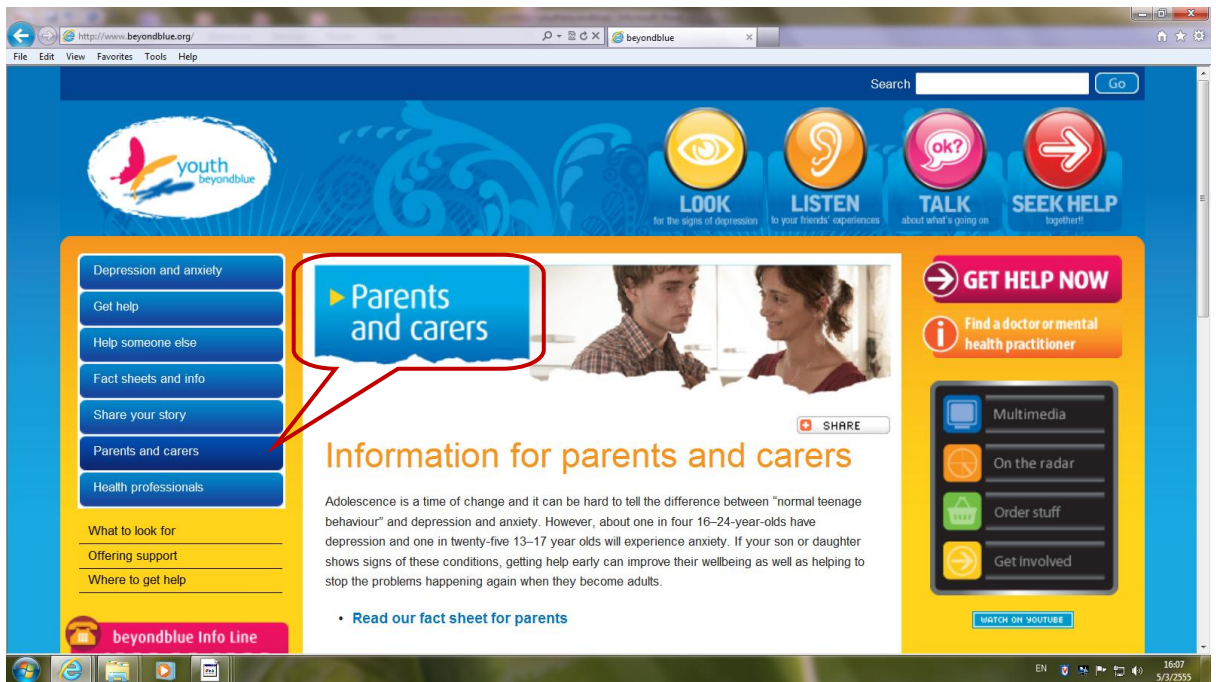 http://www.beyondblue.org/
beyondblue
File Edit View Favorites Tools Help
Search
Go
youth
beyondblue
LOOK
for the signs of depression
LISTEN
to your friends' experiences
ok?
TALK
about what's going on
SEEK HELP
together!!
Depression and anxiety
Get help
Help someone else
Fact sheets and info
Share your story
Parents and carers
Health professionals
What to look for
Offering support
Where to get help
beyondblue Info Line
Parents
and carers
SHARE
Information for parents and carers
Adolescence is a time of change and it can be hard to tell the difference between “normal teenage
behaviour” and depression and anxiety. However, about one in four 16–24-year-olds have
depression and one in twenty-five 13–17 year olds will experience anxiety. If your son or daughter
shows signs of these conditions, getting help early can improve their wellbeing as well as helping to
stop the problems happening again when they become adults.
• Read our fact sheet for parents
GET HELP NOW
Find a doctor or mental
health practitioner
Multimedia
On the radar
Order stuff
Get involved
WATCH ON YOUTUBE
EN
16:07
5/3/2555